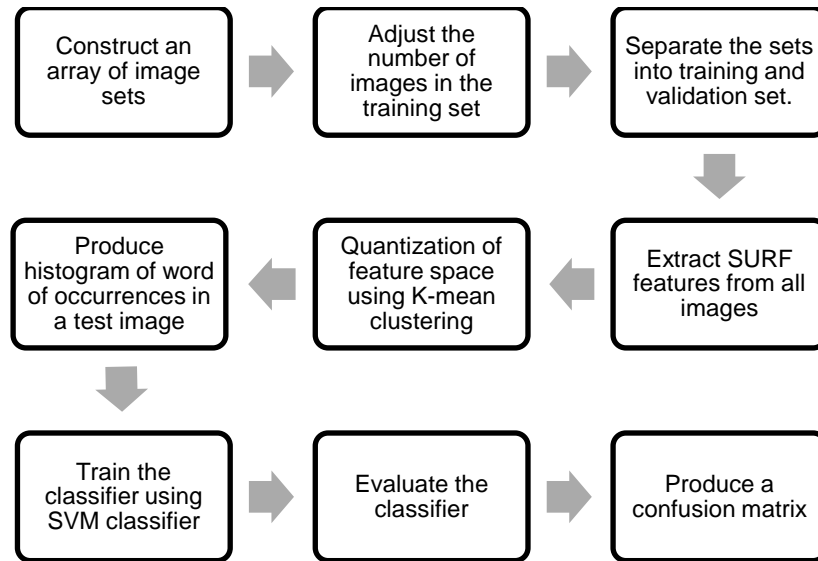 Construct an
array of image
sets
Adjust the
number of
images in the
training set
Separate the sets
into training and
validation set.
Extract SURF
features from all
images
Quantization of
feature space
using K-mean
clustering
Produce
histogram of word
of occurrences in
a test image
Train the
classifier using
SVM classifier
Evaluate the
classifier
Produce a
confusion matrix